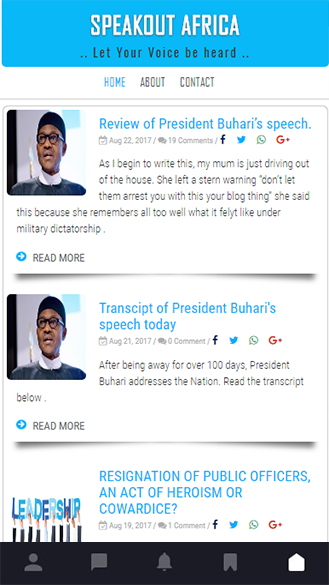 SPEAKOUT AFRICA
.. Let Your Voice be heard ..
HOME ABOUT CONTACT
Review of President Buhari's speech.
Aug 22, 2017 / 19 Comments /
As I begin to write this, my mum is just driving out
of the house. She left a stern warning “don't let
them arrest you with this your blog thing” she said
this because she remembers all too well what it felyt like under
military dictatorship .
READ MORE
Transcipt of President Buhari's
speech today
Aug 21, 2017 / 0 Comment /
After being away for over 100 days, President
Buhari addresses the Nation. Read the transcript
below .
READ MORE
RESIGNATION OF PUBLIC OFFICERS,
AN ACT OF HEROISM OR
COWARDICE?
Aug 19, 2017 / 1 Comment /
LEADERSHIP